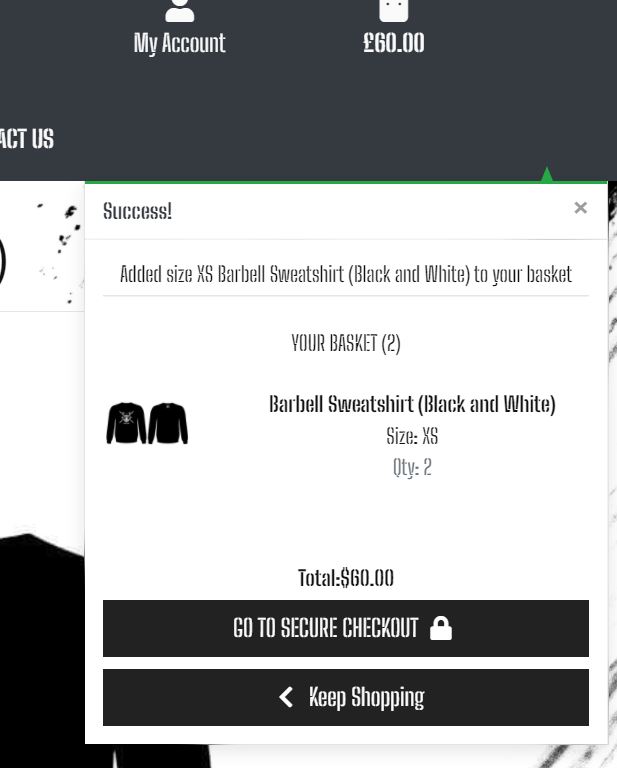 My Account
£60.00
ACT US
Success!
×
Added size XS Barbell Sweatshirt (Black and White) to your basket
YOUR BASKET (2)
Barbell Sweatshirt (Black and White)
Size: XS
Qty: 2
Total:$60.00
GO TO SECURE CHECKOUT
Keep Shopping